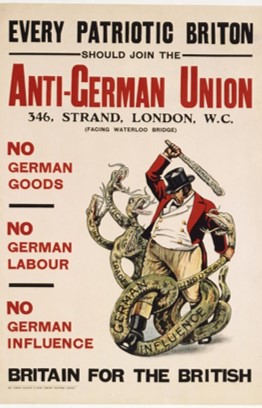 EVERY PATRIOTIC BRITON
SHOULD JOIN THE
ANTI-GERMAN UNION
346, STRAND, LONDON, W.C.
(FACING WATERLOO BRIDGE)
NO
GERMAN
GOODS
NO
GERMAN
LABOUR
NO
GERMAN
INFLUENCE
GERMAN
INFLUENCE
BRITAIN FOR THE BRITISH